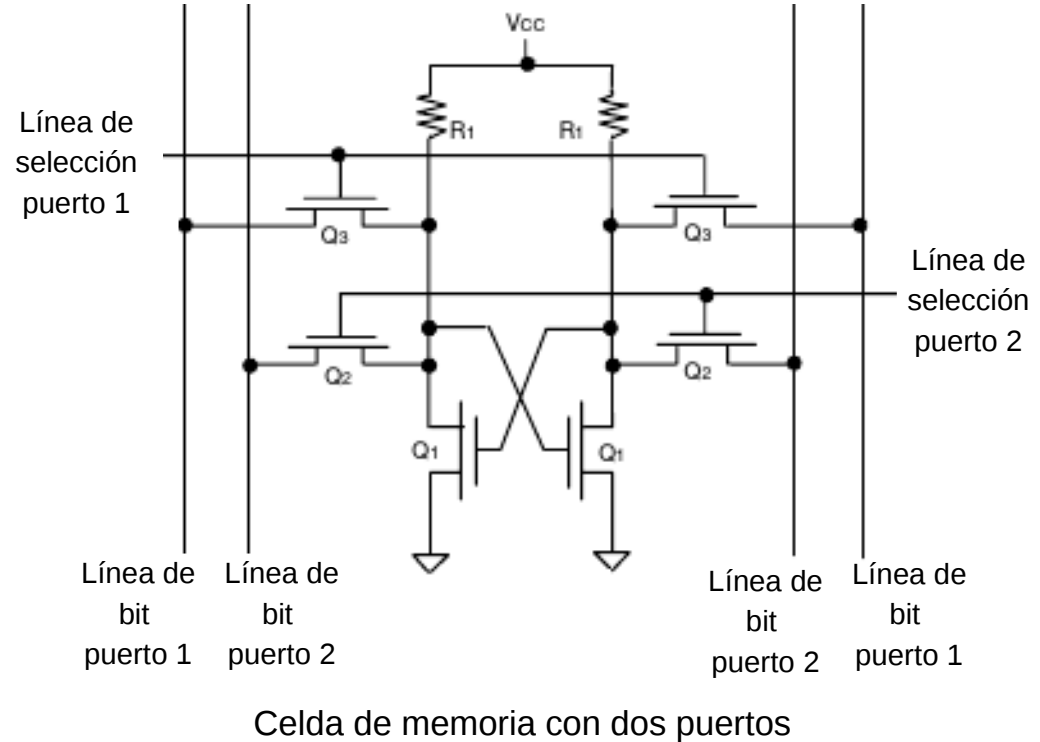 Vcc
Línea de
selección
puerto 1
R1
R1
Q3
Q3
Línea de
selección
puerto 2
Q2
Q2
Q1
Q1
Línea de
bit
puerto 1
Línea de
bit
puerto 2
Línea de
bit
puerto 2
Línea de
bit
puerto 1
Celda de memoria con dos puertos